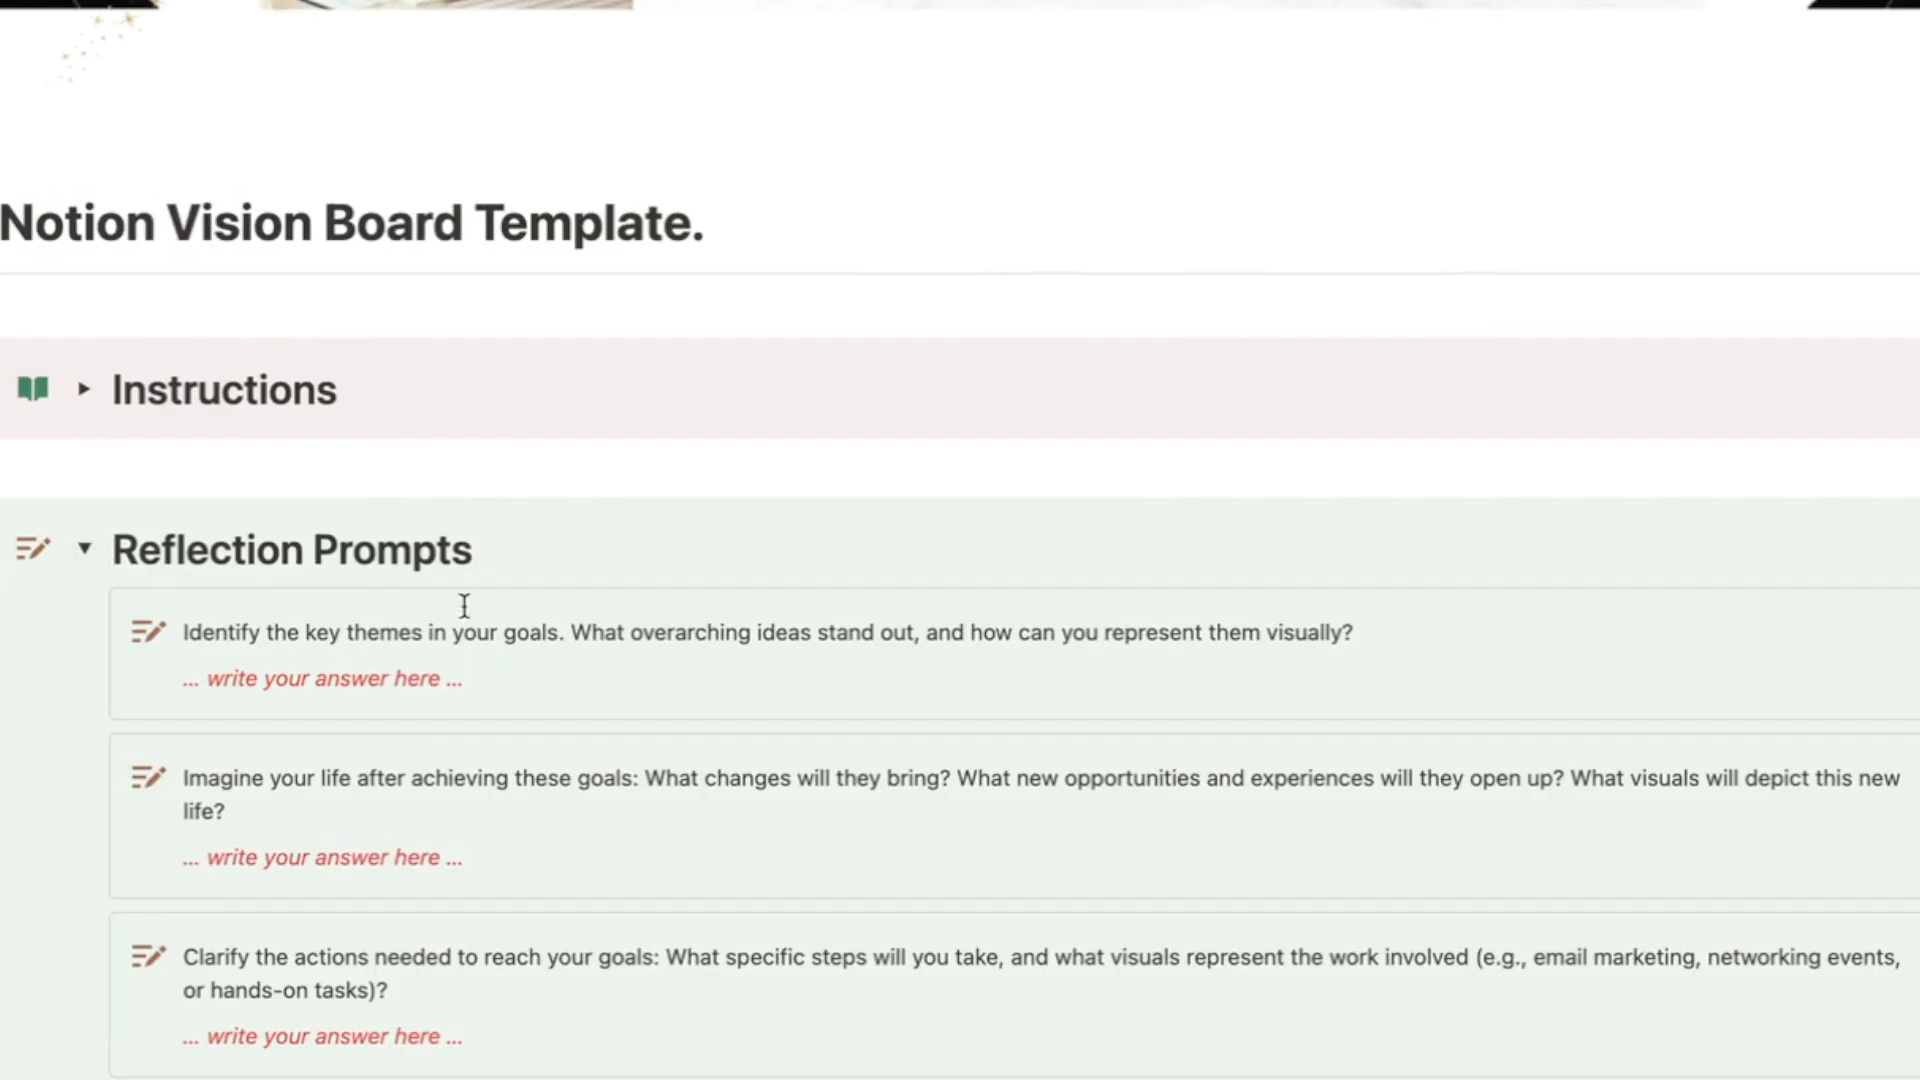 Notion Vision Board Template.
Instructions
Reflection Prompts
Identify the key themes in your goals. What overarching ideas stand out, and how can you represent them visually?
... write your answer here ...
Imagine your life after achieving these goals: What changes will they bring? What new opportunities and experiences will they open up? What visuals will depict this new
life?
... write your answer here ...
Clarify the actions needed to reach your goals: What specific steps will you take, and what visuals represent the work involved (e.g., email marketing, networking events,
or hands-on tasks)?
... write your answer here ...